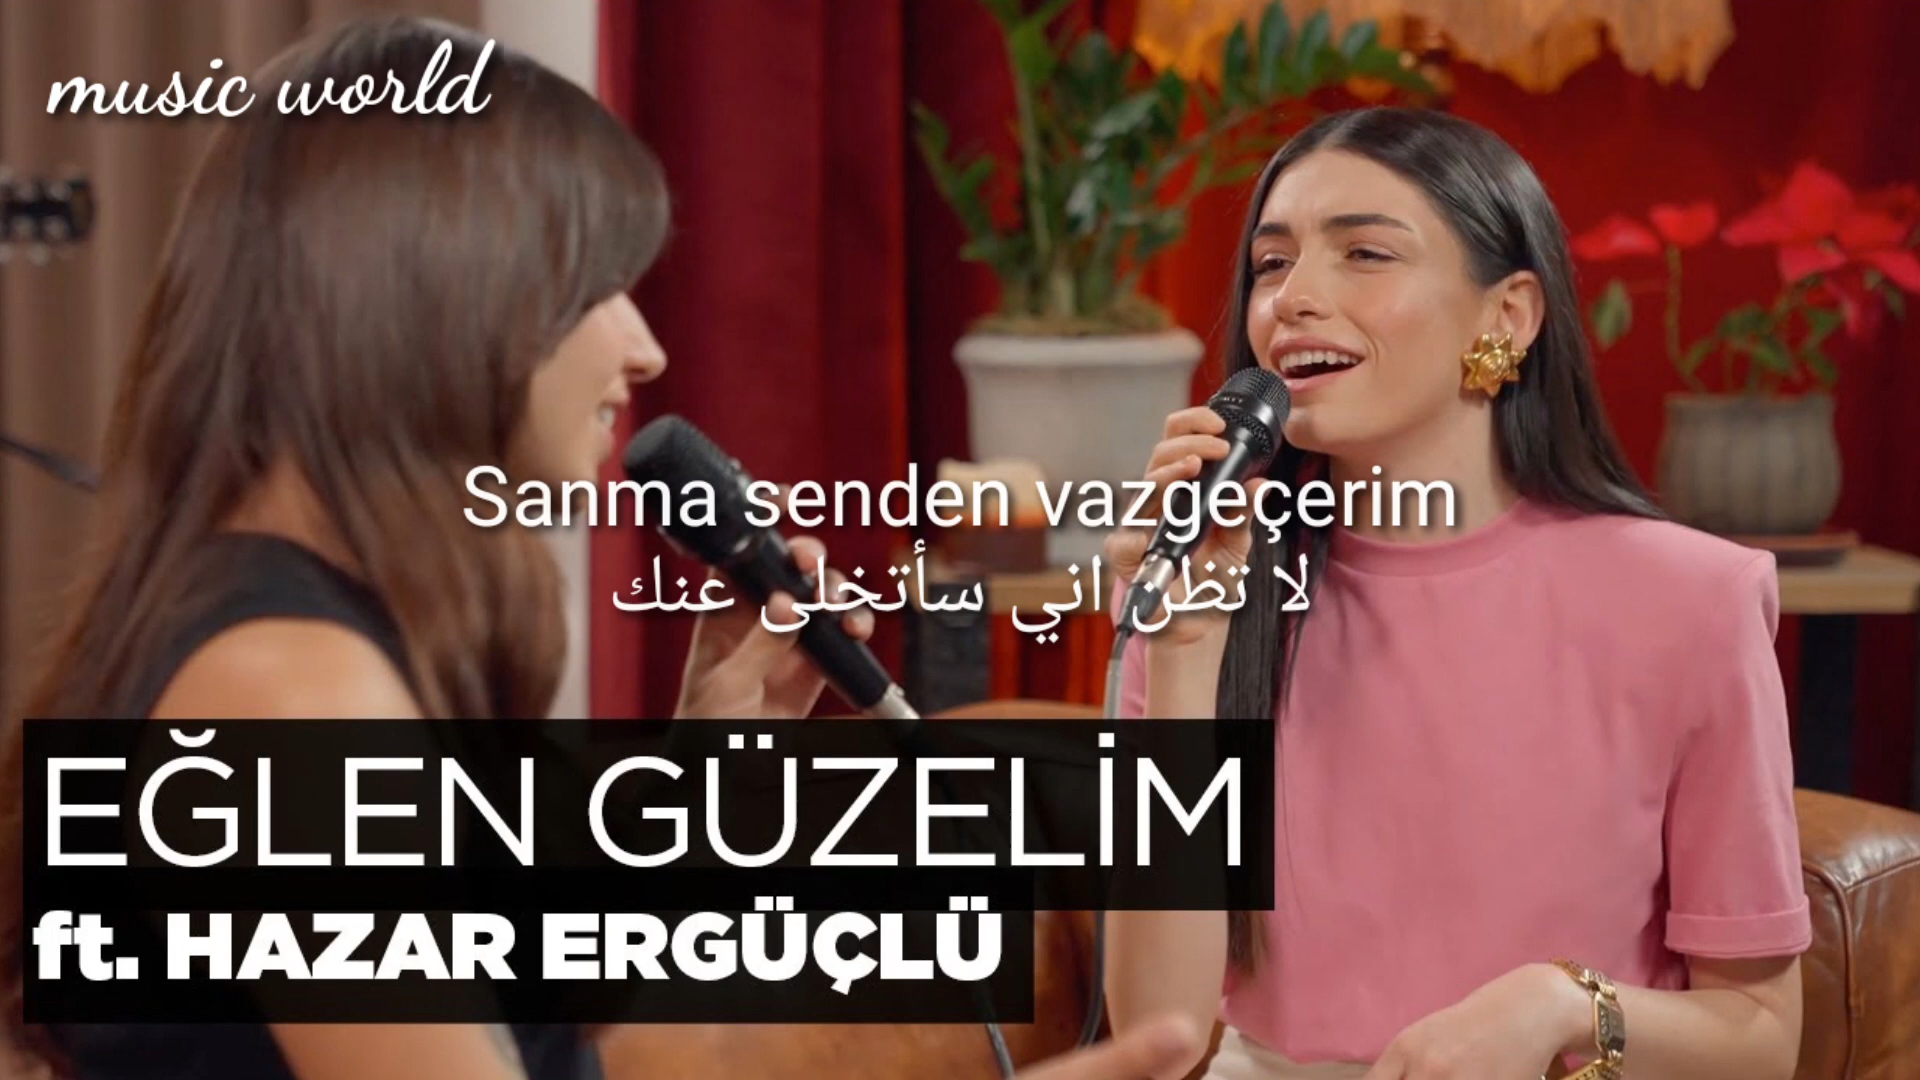 music world
Sanma senden vazgeçerim
لا تظن اني سأتخلى عنك
EĞLEN GÜZELİM
ft. HAZAR ERGÜÇLÜ